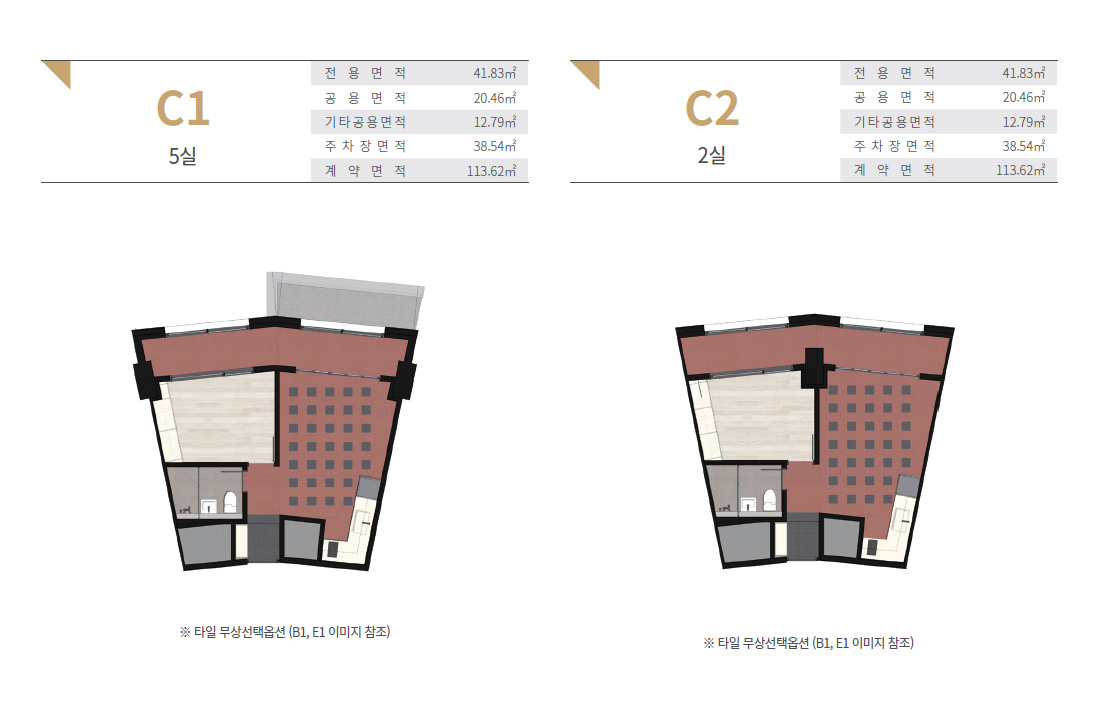 C1
5실
전용면적 41.83㎡
공용면적 20.46㎡
기타공용면적 12.79㎡
주차장면적 38.54㎡
계약면적 113.62㎡
※ 타일 무상선택옵션 (B1, E1 이미지 참조)
C2
2실
전용면적 41.83㎡
공용면적 20.46㎡
기타공용면적 12.79㎡
주차장면적 38.54㎡
계약면적 113.62㎡
※ 타일 무상선택옵션 (B1, E1 이미지 참조)